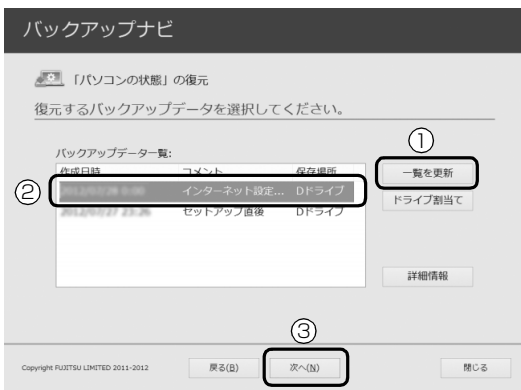 バックアップナビ
「パソコンの状態」の復元
復元するバックアップデータを選択してください。
①
バックアップデータ一覧:
作成日時 コメント 保存場所
一覧を更新
②
インターネット設定... Dドライブ
セットアップ直後 Dドライブ
ドライブ割当て
詳細情報
③
Copyright FUJITSU LIMITED 2011-2012
戻る(B)
次へ(N)
閉じる